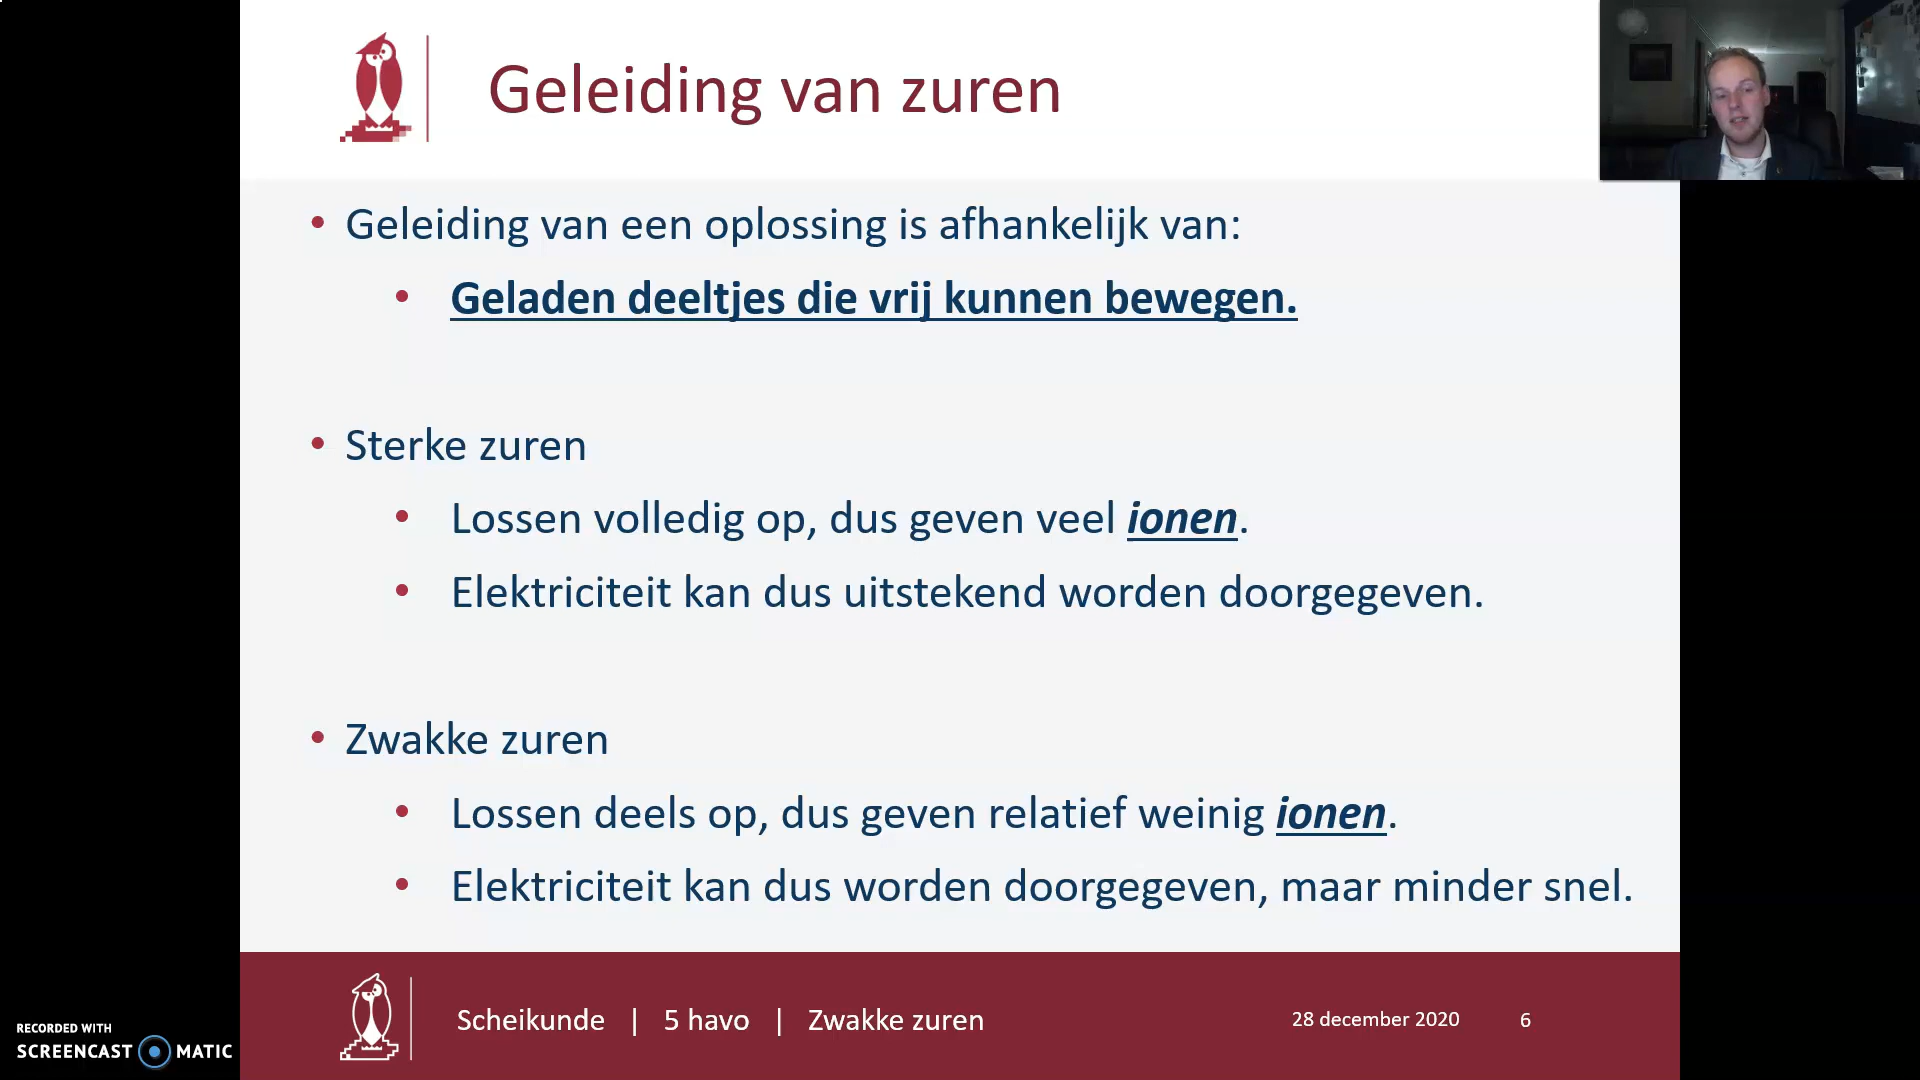 Geleiding van zuren
• Geleiding van een oplossing is afhankelijk van:
• Geladen deeltjes die vrij kunnen bewegen.
• Sterke zuren
• Lossen volledig op, dus geven veel ionen.
• Elektriciteit kan dus uitstekend worden doorgegeven.
• Zwakke zuren
• Lossen deels op, dus geven relatief weinig ionen.
• Elektriciteit kan dus worden doorgegeven, maar minder snel.
Scheikunde | 5 havo | Zwakke zuren 28 december 2020 6
RECORDED WITH
SCREENCAST MATIC